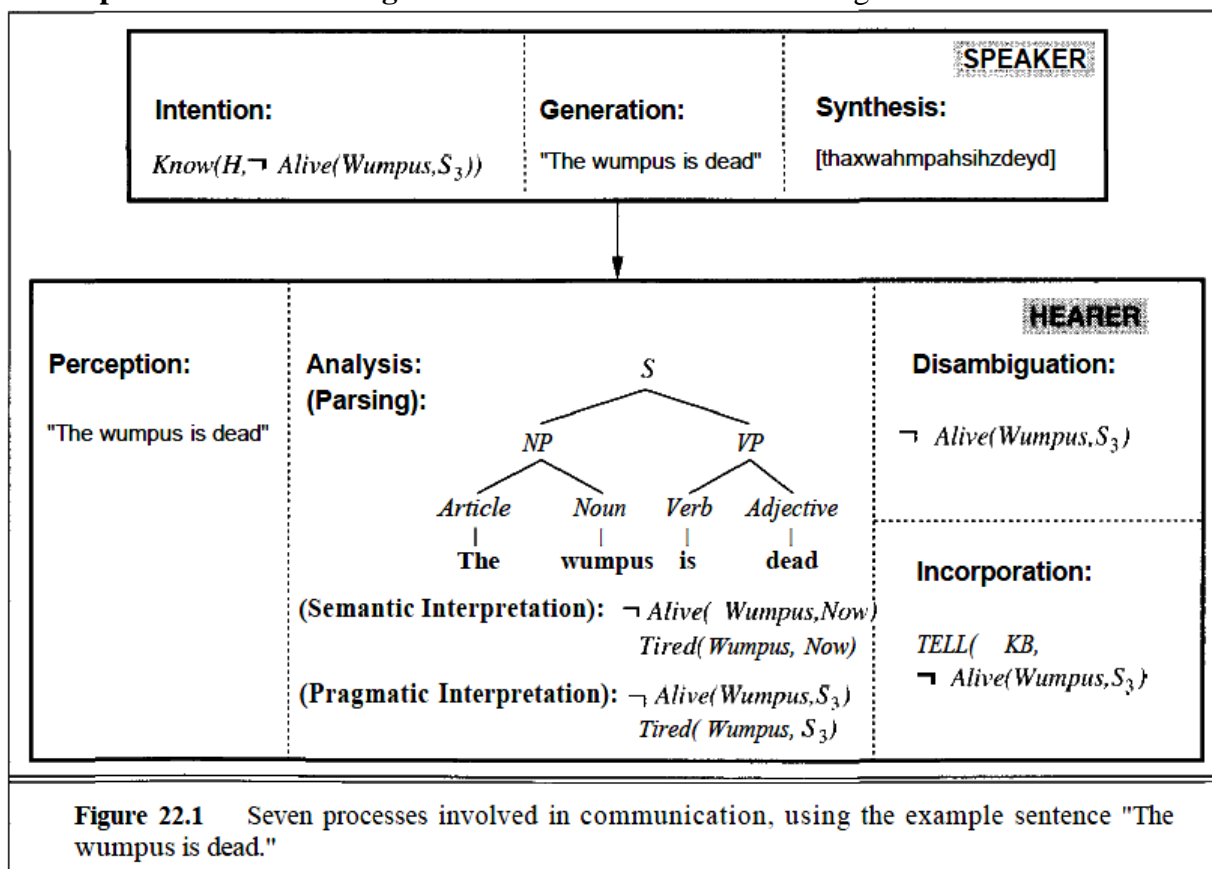 SPEAKER
Intention:
Know(H,¬ Alive(Wumpus,S₃))
Generation:
"The wumpus is dead"
Synthesis:
[thaxwahmpahsihzdeyd]
HEARER
Perception:
"The wumpus is dead"
Analysis:
(Parsing):
S
NP VP
Article Noun Verb Adjective
The wumpus is dead
(Semantic Interpretation): ¬ Alive( Wumpus,Now)
Tired( Wumpus, Now)
(Pragmatic Interpretation): ¬ Alive(Wumpus,S₃)
Tired( Wumpus, S₃)
Disambiguation:
¬ Alive(Wumpus,S₃)
Incorporation:
TELL( KB,
¬ Alive(Wumpus,S₃)
Figure 22.1 Seven processes involved in communication, using the example sentence "The
wumpus is dead."